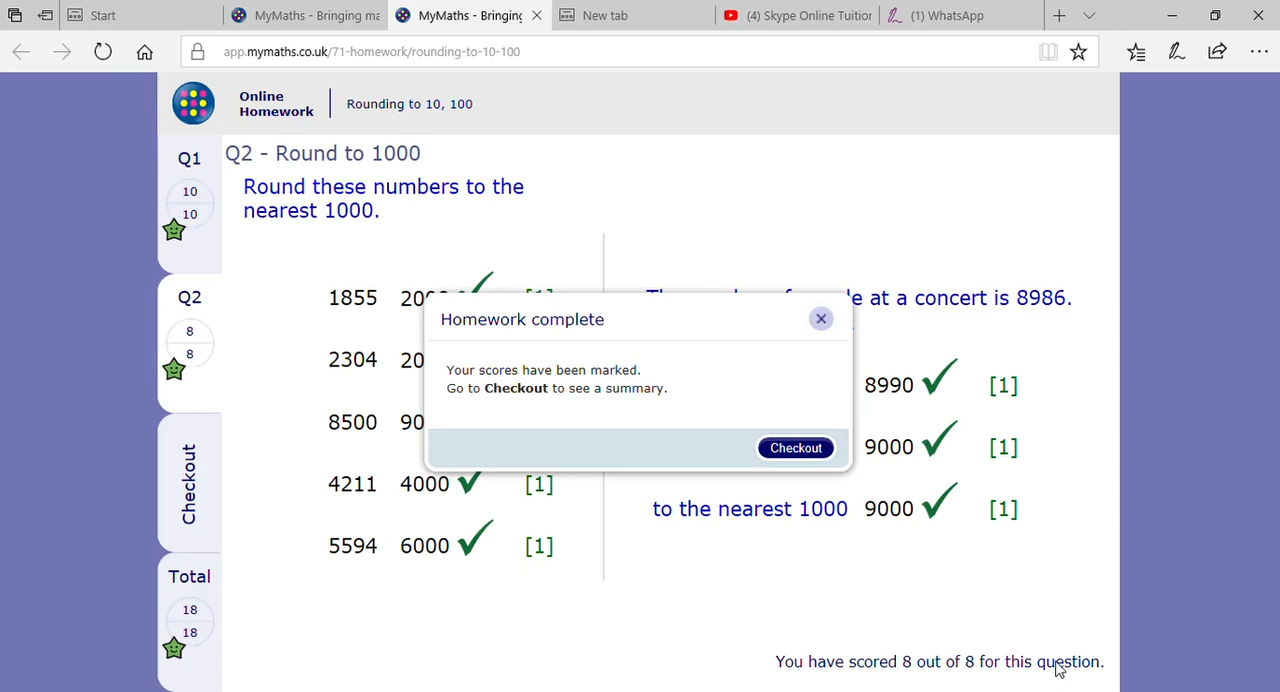 Start
MyMaths - Bringing ma
MyMaths - Bringing
New tab
(4) Skype Online Tuition
(1) WhatsApp
app.mymaths.co.uk/71-homework/rounding-to-10-100
Online
Homework
Rounding to 10, 100
Q1
10
10
Q2
8
8
Checkout
Total
18
18
Q2 - Round to 1000
Round these numbers to the
nearest 1000.
1855
2304
8500
4211 4000 [1]
5594 6000 [1]
at a concert is 8986.
8990 [1]
9000 [1]
to the nearest 1000 9000 [1]
Homework complete
Your scores have been marked.
Go to Checkout to see a summary.
Checkout
You have scored 8 out of 8 for this question.